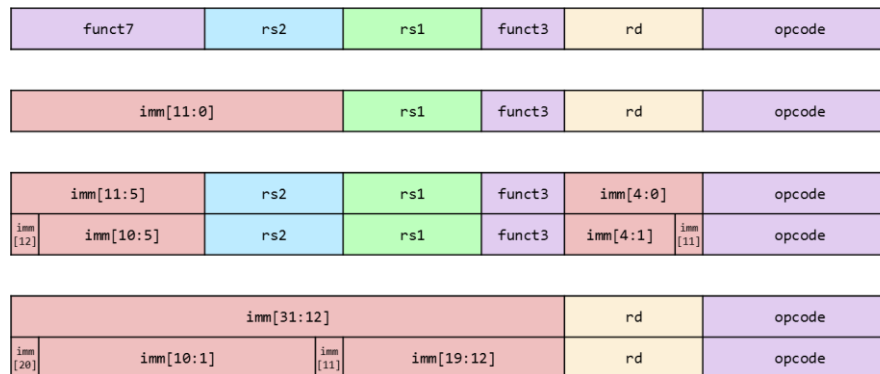 funct7 rs2 rs1 funct3 rd opcode
imm[11:0] rs1 funct3 rd opcode
imm[11:5] rs2 rs1 funct3 imm[4:0] opcode
imm [12] imm[10:5] rs2 rs1 funct3 imm[4:1] imm [11] opcode
imm[31:12] rd opcode
imm [20] imm[10:1] imm [11] imm[19:12] rd opcode